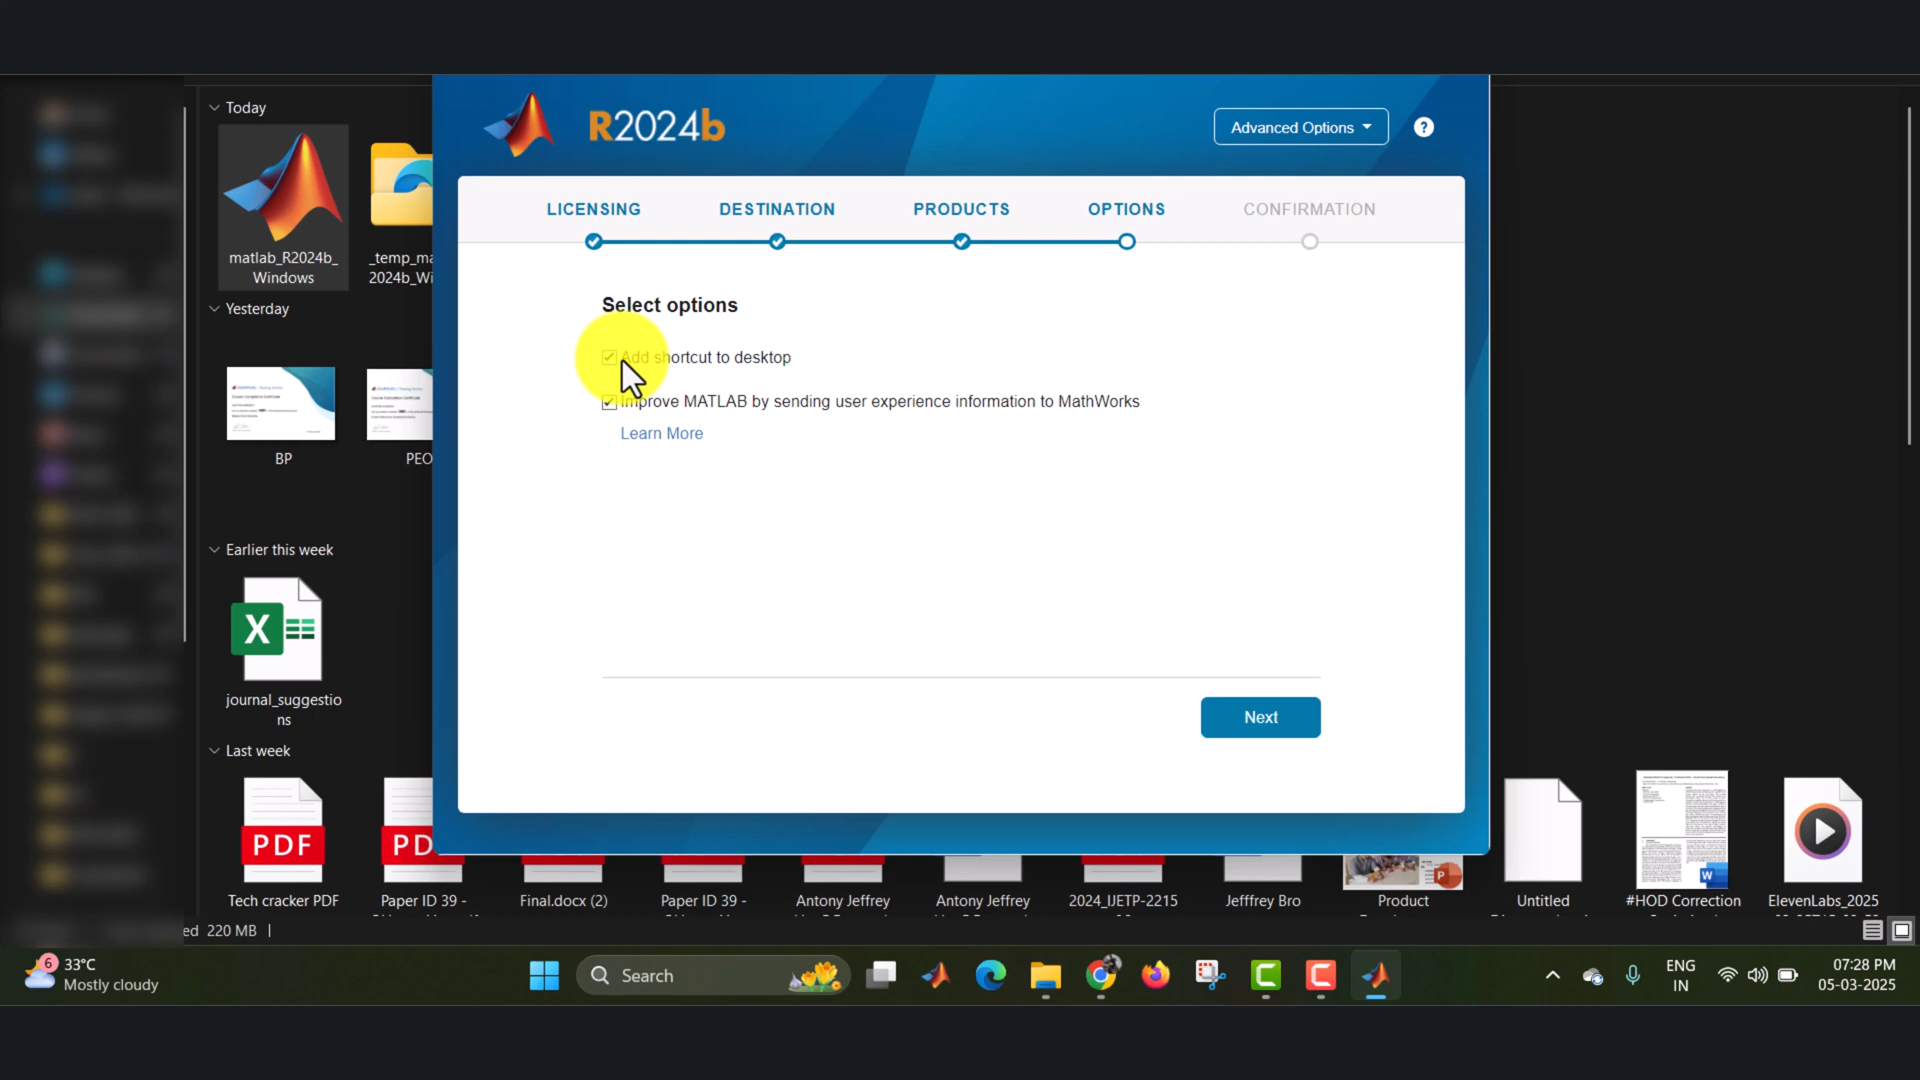 R2024b
Advanced Options
?
LICENSING
DESTINATION
PRODUCTS
OPTIONS
CONFIRMATION
Select options
Add shortcut to desktop
Improve MATLAB by sending user experience information to MathWorks
Learn More
Next
Today
matlab_R2024b_
Windows
_temp_ma
2024b_Wi
Yesterday
BP
PEO
Earlier this week
X
journal_suggestio
ns
Last week
PDF
PD
Tech cracker PDF
Paper ID 39 -
Final.docx (2)
Paper ID 39 -
Antony Jeffrey
Antony Jeffrey
2024_IJETP-2215
Jefffrey Bro
Product
Untitled
#HOD Correction
ElevenLabs_2025
P
W
ed 220 MB
6
33°C
Mostly cloudy
Search
C
C
ENG
IN
07:28 PM
05-03-2025